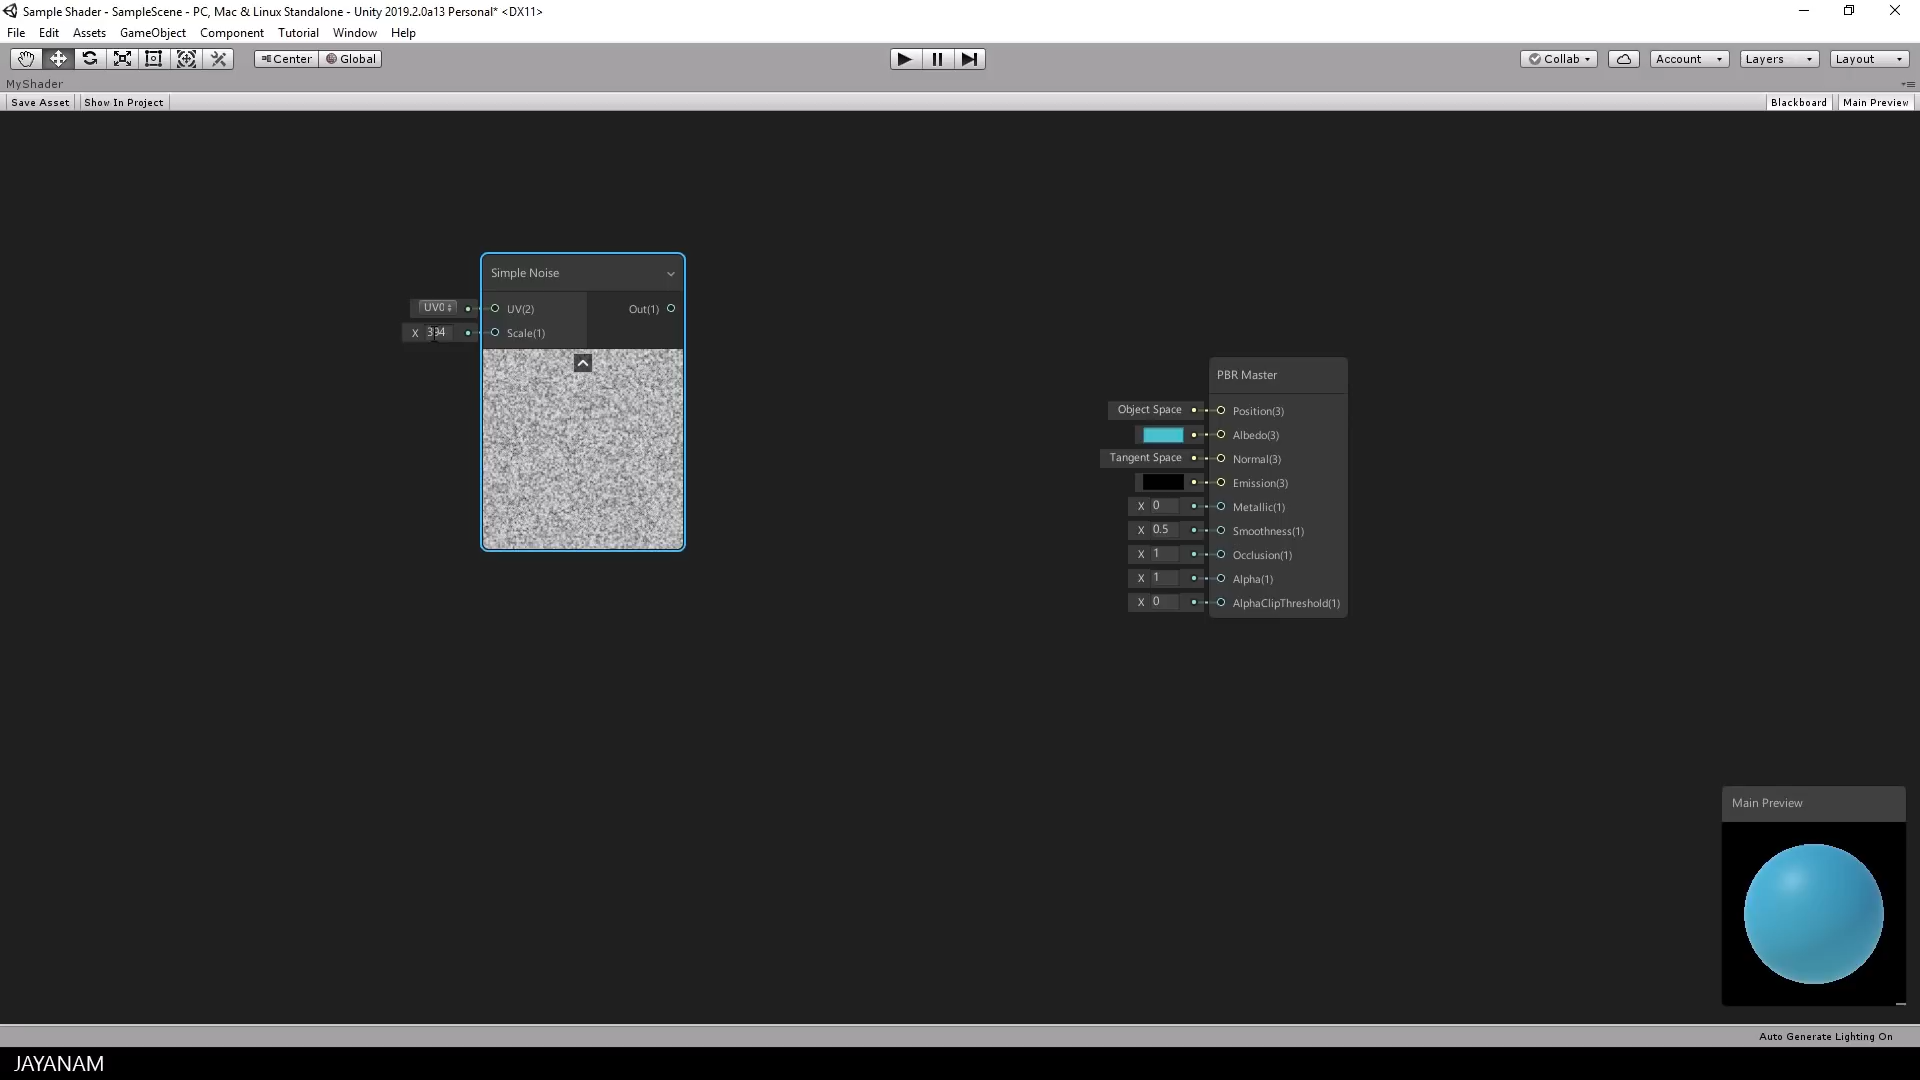 Sample Shader - SampleScene - PC, Mac & Linux Standalone - Unity 2019.2.0a13 Personal* <DX11>
File Edit Assets GameObject Component Tutorial Window Help
Center Global Collab Account Layers Layout
MyShader
Save Asset Show In Project Blackboard Main Preview
Simple Noise
UV0 UV(2) Out(1)
X 394 Scale(1)
PBR Master
Object Space Position(3)
Albedo(3)
Tangent Space Normal(3)
Emission(3)
X 0 Metallic(1)
X 0.5 Smoothness(1)
X 1 Occlusion(1)
X 1 Alpha(1)
X 0 AlphaClipThreshold(1)
Main Preview
Auto Generate Lighting On
JAYANAM